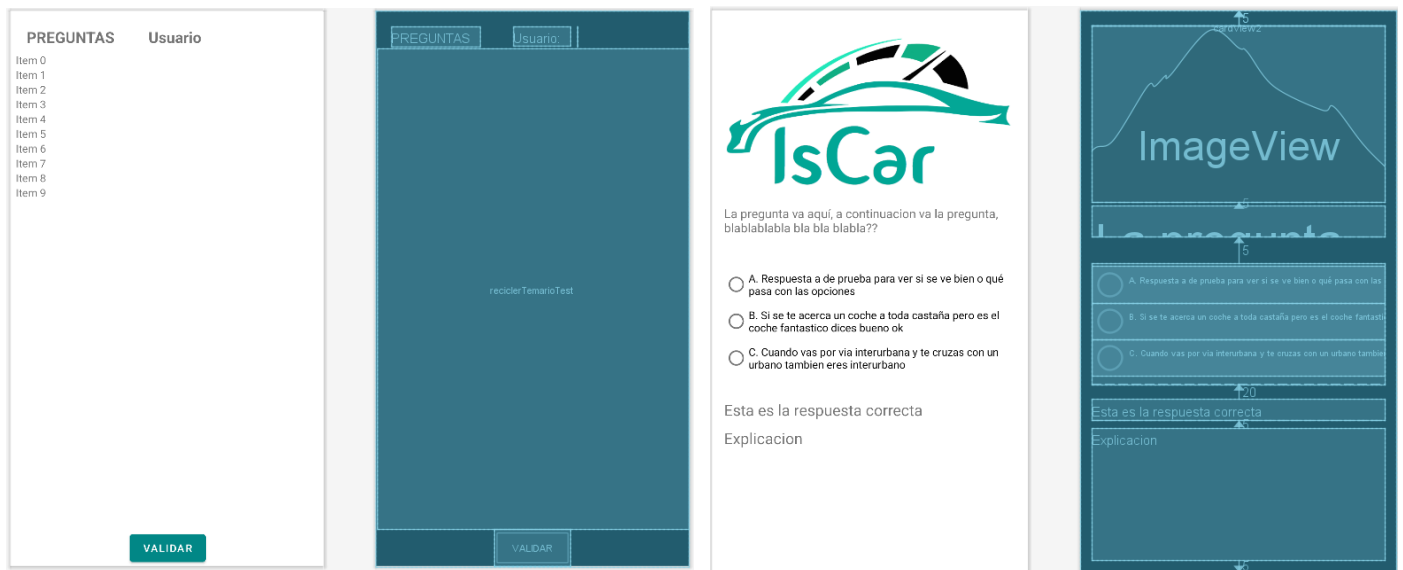 PREGUNTAS Usuario
Item 0
Item 1
Item 2
Item 3
Item 4
Item 5
Item 6
Item 7
Item 8
Item 9
VALIDAR
PREGUNTAS Usuario:
reciclerTemarioTest
VALIDAR
IsCar
La pregunta va aquí, a continuacion va la pregunta,
blablablabla bla bla blabla??
A. Respuesta a de prueba para ver si se ve bien o qué
pasa con las opciones
B. Si se te acerca un coche a toda castaña pero es el
coche fantastico dices bueno ok
C. Cuando vas por via interurbana y te cruzas con un
urbano tambien eres interurbano
Esta es la respuesta correcta
Explicacion
5
cardView2
ImageView
5
La pregunta
5
A. Respuesta a de prueba para ver si se ve bien o qué pasa con las
B. Si se te acerca un coche a toda castaña pero es el coche fantasti
C. Cuando vas por via interurbana y te cruzas con un urbano tambie
20
Esta es la respuesta correcta
5
Explicacion
5